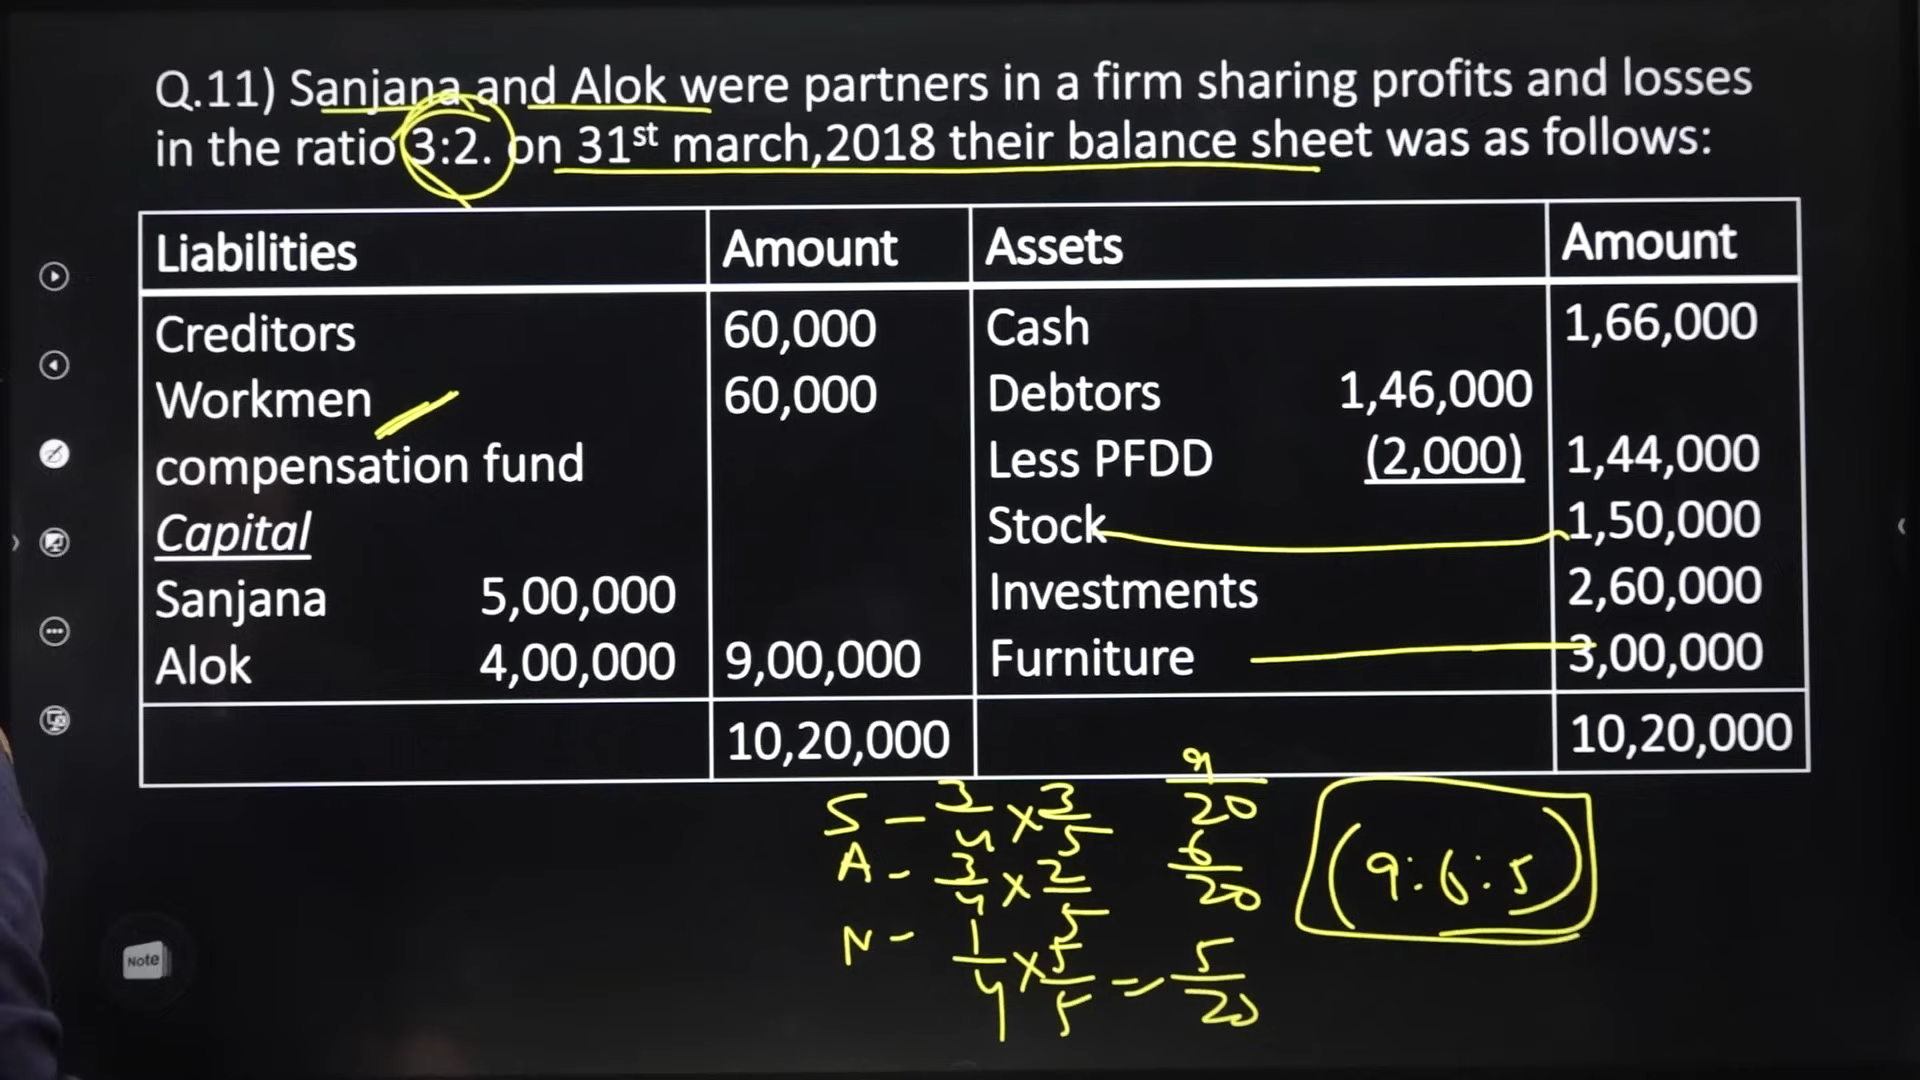 Q.11) Sanjana and Alok were partners in a firm sharing profits and losses
in the ratio 3:2. on 31st march,2018 their balance sheet was as follows:
Liabilities Amount Assets Amount
Creditors 60,000 Cash 1,66,000
Workmen 60,000 Debtors 1,46,000
compensation fund Less PFDD (2,000) 1,44,000
Capital Stock 1,50,000
Sanjana 5,00,000 Investments 2,60,000
Alok 4,00,000 9,00,000 Furniture 3,00,000
10,20,000 10,20,000
S - 3/4 × 3/5 9/20
A - 3/4 × 2/5 6/20
N - 1/4 × 5/5 = 5/20
(9:6:5)
Note